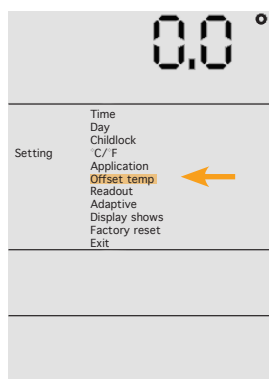 0.0°
Time
Day
Childlock
Setting °C/°F
Application
Offset temp
Readout
Adaptive
Display shows
Factory reset
Exit